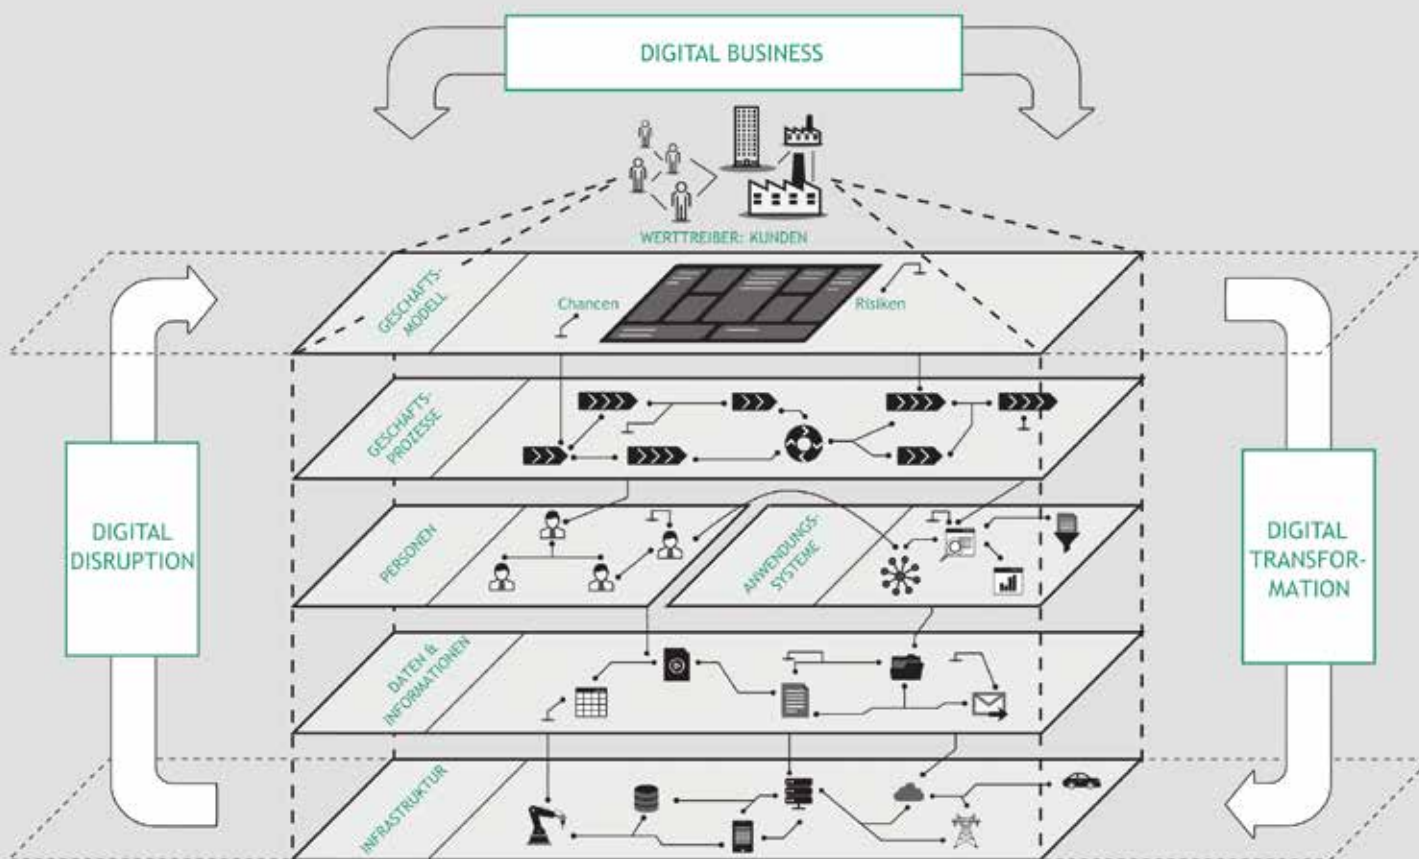 DIGITAL BUSINESS
WERTTREIBER: KUNDEN
GESCHÄFTS-
MODELL
Chancen
Risiken
GESCHÄFTS-
PROZESSE
DIGITAL
DISRUPTION
PERSONEN
ANWENDUNGS-
SYSTEME
DIGITAL
TRANSFOR-
MATION
DATEN &
INFORMATIONEN
INFRASTRUKTUR